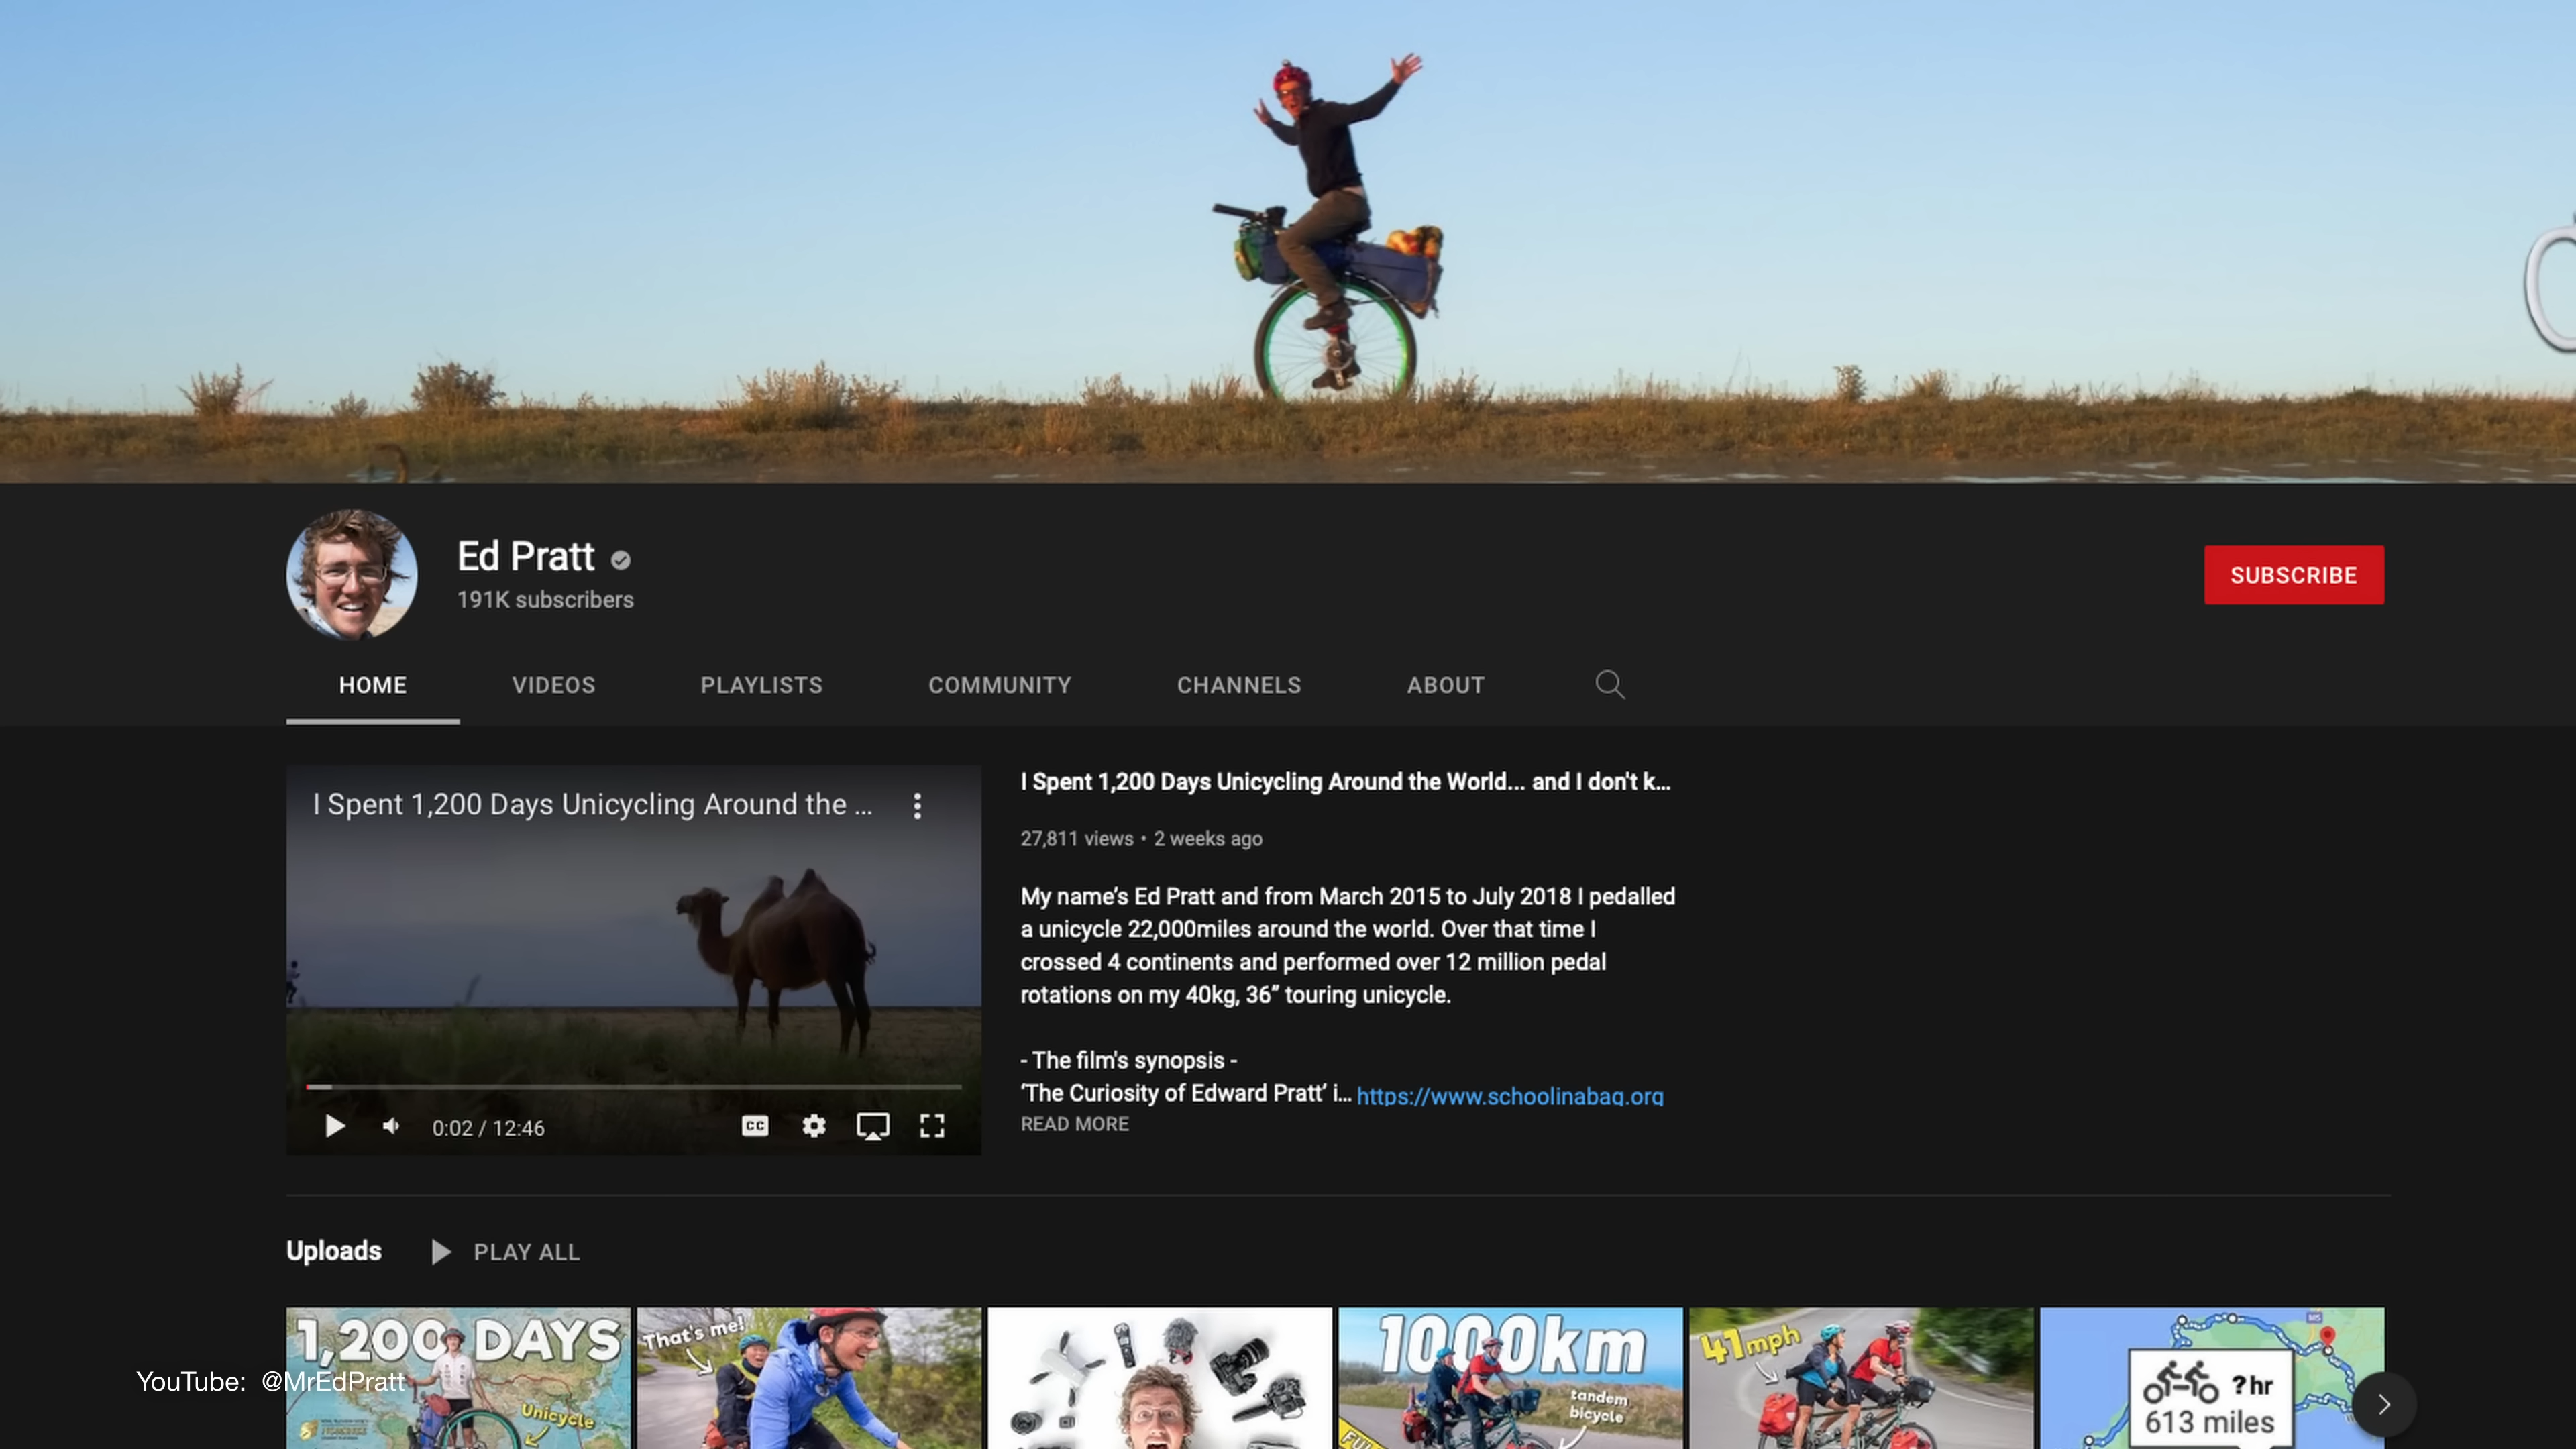 Ed Pratt
191K subscribers
SUBSCRIBE
HOME VIDEOS PLAYLISTS COMMUNITY CHANNELS ABOUT
I Spent 1,200 Days Unicycling Around the ...
0:02 / 12:46
CC
I Spent 1,200 Days Unicycling Around the World... and I don't k...
27,811 views • 2 weeks ago
My name’s Ed Pratt and from March 2015 to July 2018 I pedalled
a unicycle 22,000miles around the world. Over that time I
crossed 4 continents and performed over 12 million pedal
rotations on my 40kg, 36” touring unicycle.
- The film's synopsis -
‘The Curiosity of Edward Pratt’ i... https://www.schoolinabag.org
READ MORE
Uploads PLAY ALL
1,200 DAYS
Unicycle
That's me!
1000km
tandem
bicycle
41mph
?hr
613 miles
YouTube: @MrEdPratt